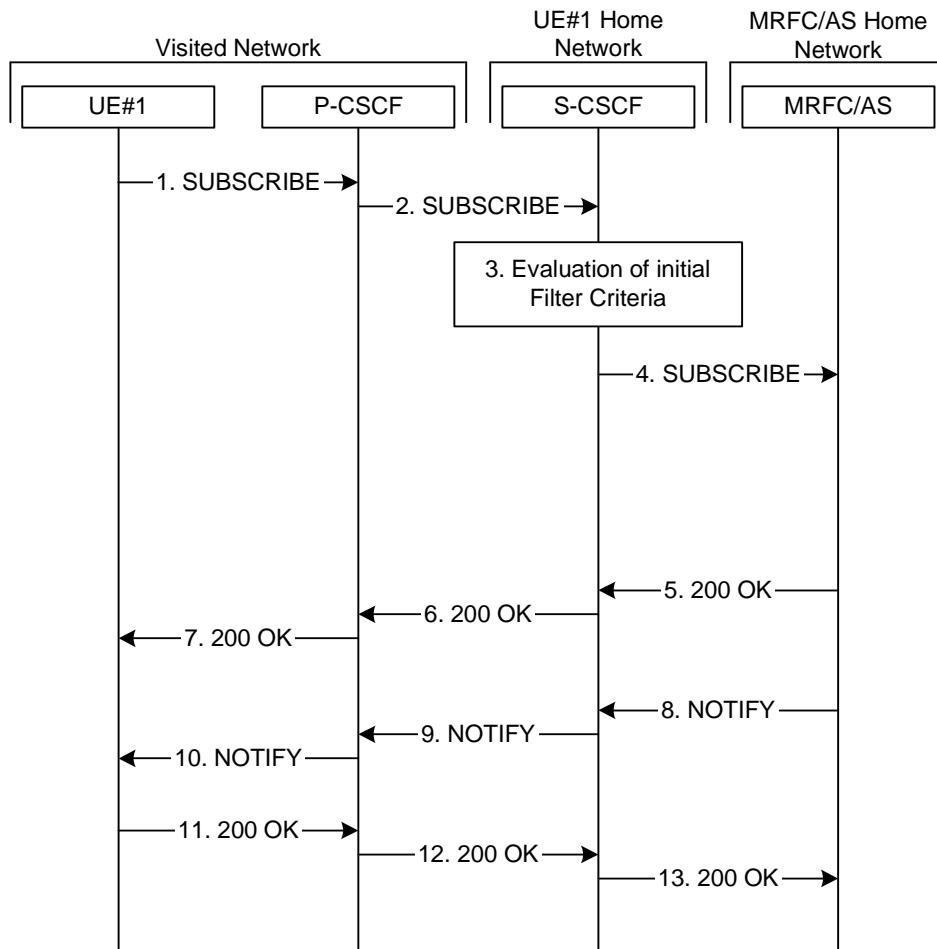 UE#1 Home
Network
MRFC/AS Home
Network
Visited Network
UE#1
P-CSCF
S-CSCF
MRFC/AS
1. SUBSCRIBE
2. SUBSCRIBE
3. Evaluation of initial
Filter Criteria
4. SUBSCRIBE
5. 200 OK
6. 200 OK
7. 200 OK
8. NOTIFY
9. NOTIFY
10. NOTIFY
11. 200 OK
12. 200 OK
13. 200 OK